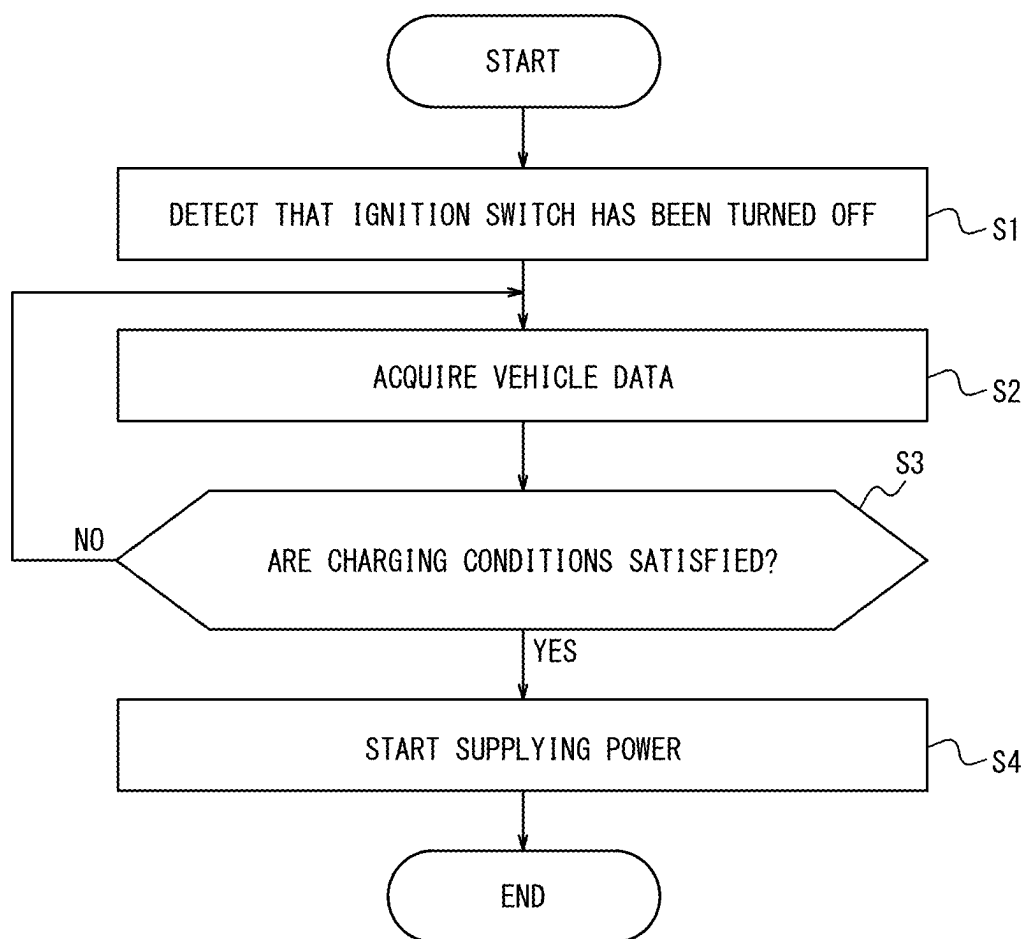 START
DETECT THAT IGNITION SWITCH HAS BEEN TURNED OFF
S1
ACQUIRE VEHICLE DATA
S2
S3
NO
ARE CHARGING CONDITIONS SATISFIED?
YES
START SUPPLYING POWER
S4
END